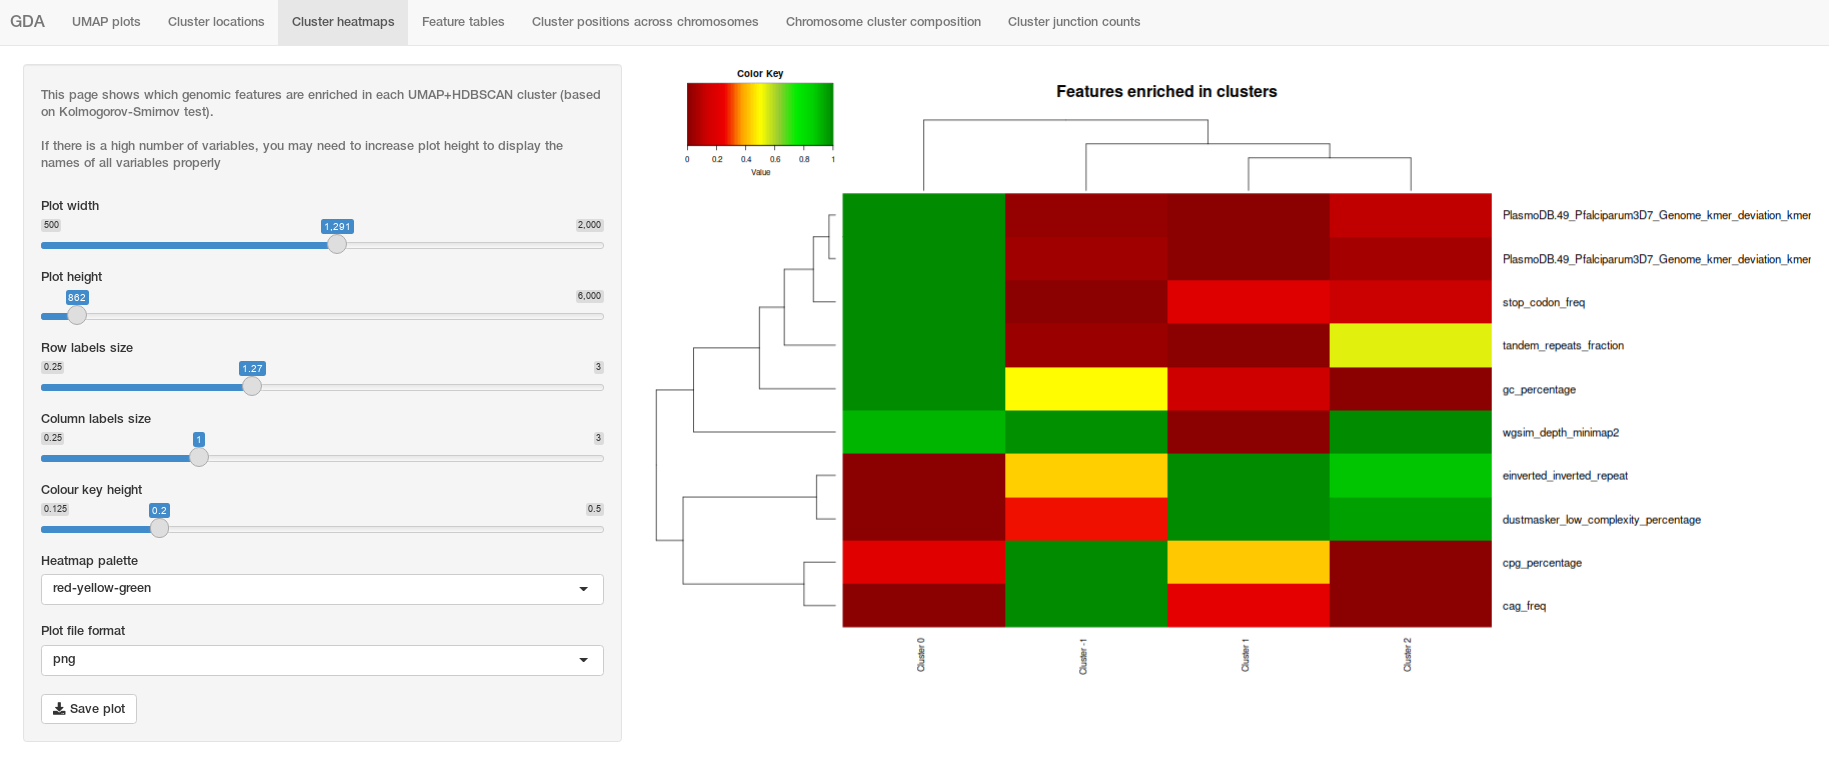 GDA UMAP plots Cluster locations Cluster heatmaps Feature tables Cluster positions across chromosomes Chromosome cluster composition Cluster junction counts
This page shows which genomic features are enriched in each UMAP+HDBSCAN cluster (based
on Kolmogorov-Smirnov test).
If there is a high number of variables, you may need to increase plot height to display the
names of all variables properly
Plot width
500 1,291 2,000
Plot height
862 6,000
Row labels size
0.25 1.27 3
Column labels size
0.25 1 3
Colour key height
0.125 0.2 0.5
Heatmap palette
red-yellow-green
Plot file format
png
Save plot
Color Key
0 0.2 0.4 0.6 0.8 1
Value
Features enriched in clusters
PlasmoDB.49_Pfalciparum3D7_Genome_kmer_deviation_kmer
PlasmoDB.49_Pfalciparum3D7_Genome_kmer_deviation_kmer
stop_codon_freq
tandem_repeats_fraction
gc_percentage
wgsim_depth_minimap2
einverted_inverted_repeat
dustmasker_low_complexity_percentage
cpg_percentage
cag_freq
Cluster 0
Cluster -1
Cluster 1
Cluster 2